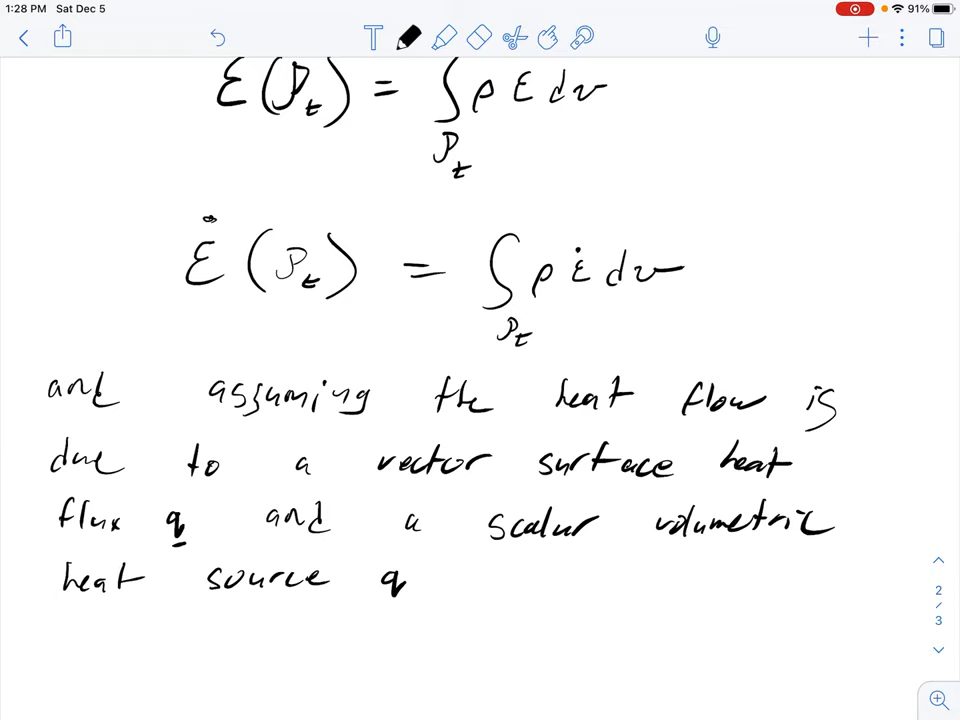 1:28 PM Sat Dec 5 91%
T
ℰ(𝒫_t) = ∫_{𝒫_t} ρ ε dv
ℰ̇(𝒫_t) = ∫_{𝒫_t} ρ ε̇ dv
and assuming the heat flow is
due to a vector surface heat
flux q and a scalar volumetric
heat source q
2
/
3